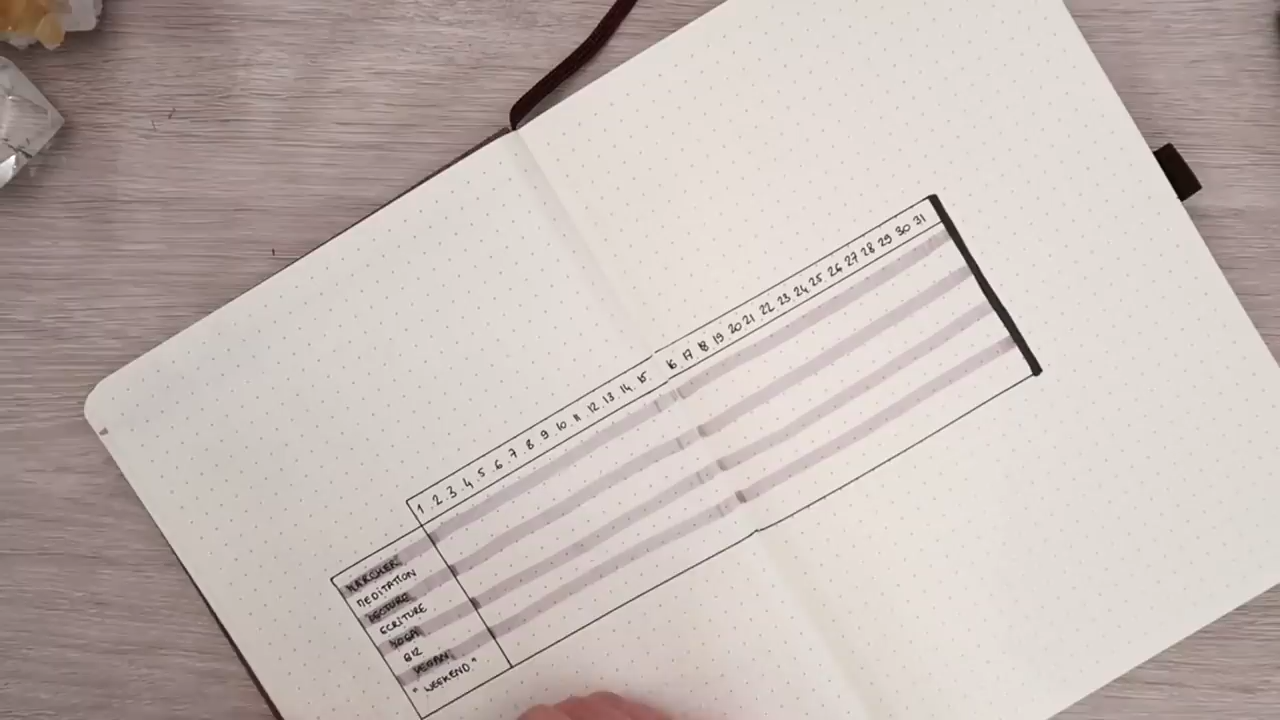 1 2 3 4 5 6 7 8 9 10 11 12 13 14 15 16 17 18 19 20 21 22 23 24 25 26 27 28 29 30 31
MARCHER
MEDITATION
LECTURE
ECRITURE
YOGA
BIZ
VEGAN
"WEEKEND"